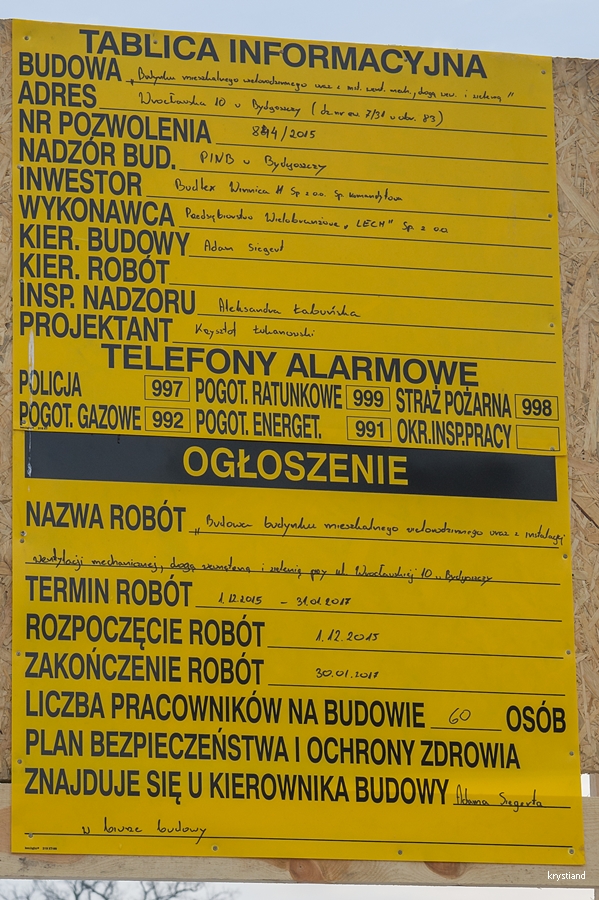 TABLICA INFORMACYJNA
BUDOWA „Budynku mieszkalnego wielorodzinnego wraz z inst. went. mech., drogą wew. i zielenią"
ADRES Wrocławska 10 w Bydgoszczy (dz. nr ew. 7/31 w obr. 83)
NR POZWOLENIA 844/2015
NADZÓR BUD. PINB w Bydgoszczy
INWESTOR Budlex Winnica Sp. z o.o. Sp. komandytowa
WYKONAWCA Przedsiębiorstwo Wielobranżowe „LECH" Sp. z o.o.
KIER. BUDOWY Adam Siegert
KIER. ROBÓT
INSP. NADZORU Aleksandra Łabuńska
PROJEKTANT Krzysztof Łukanowski
TELEFONY ALARMOWE
POLICJA 997 POGOT. RATUNKOWE 999 STRAŻ POŻARNA 998
POGOT. GAZOWE 992 POGOT. ENERGET. 991 OKR.INSP.PRACY
OGŁOSZENIE
NAZWA ROBÓT „Budowa budynku mieszkalnego wielorodzinnego wraz z instalacją
wentylacji mechanicznej, drogą wewnętrzną i zielenią przy ul. Wrocławskiej 10 w Bydgoszczy
TERMIN ROBÓT 1.12.2015 – 31.01.2017
ROZPOCZĘCIE ROBÓT 1.12.2015
ZAKOŃCZENIE ROBÓT 30.01.2017
LICZBA PRACOWNIKÓW NA BUDOWIE 60 OSÓB
PLAN BEZPIECZEŃSTWA I OCHRONY ZDROWIA
ZNAJDUJE SIĘ U KIEROWNIKA BUDOWY Adama Siegerta
w biurze budowy
krystiand